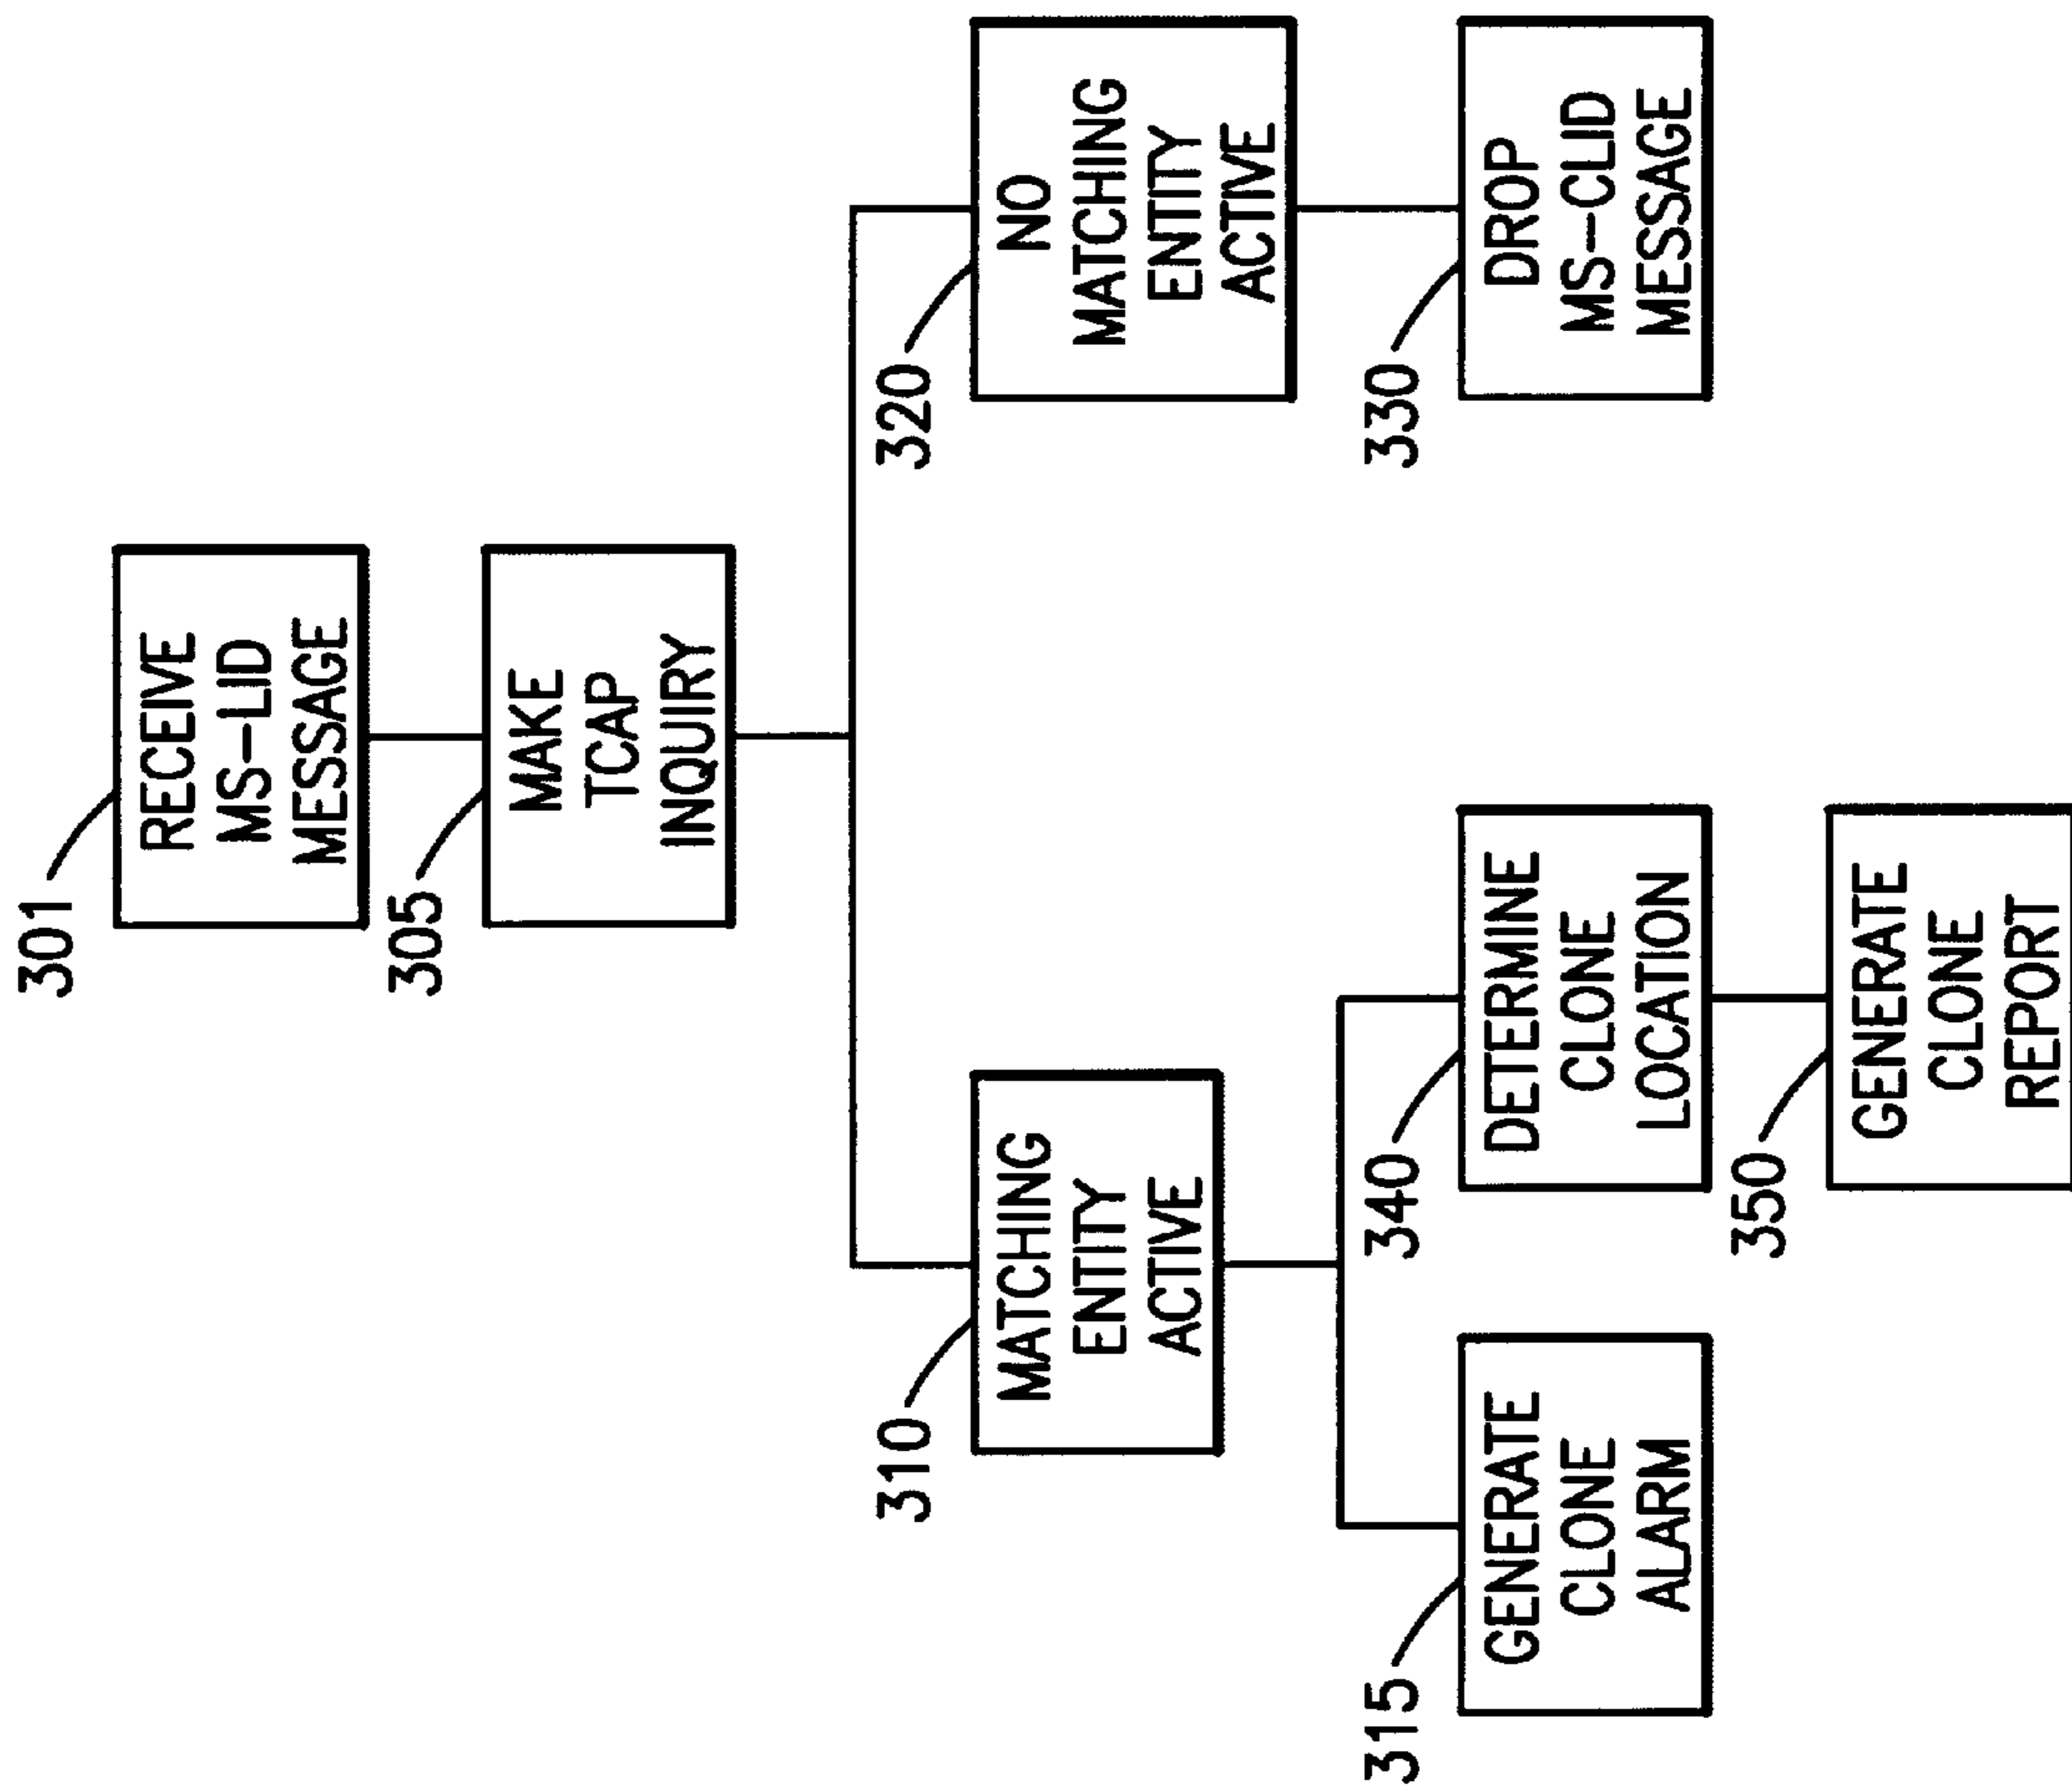 301
RECEIVE
MS-LID
MESSAGE
305
MAKE
TCAP
INQUIRY
310
MATCHING
ENTITY
ACTIVE
320
NO
MATCHING
ENTITY
ACTIVE
315
GENERATE
CLONE
ALARM
340
DETERMINE
CLONE
LOCATION
330
DROP
MS-CLID
MESSAGE
350
GENERATE
CLONE
REPORT